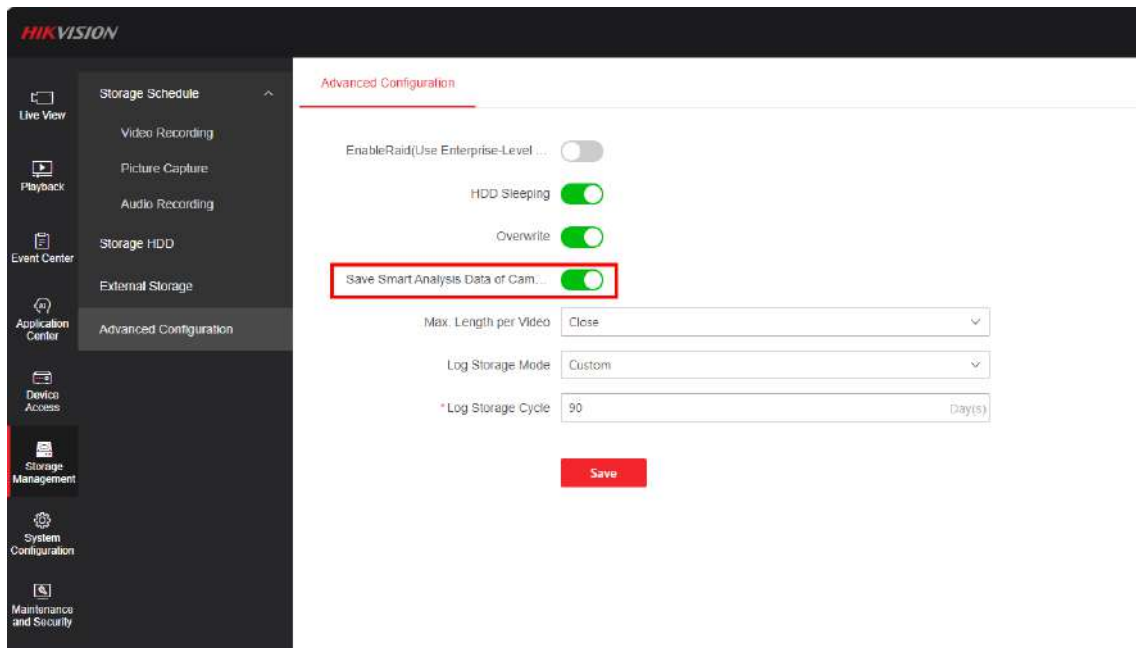 HIKVISION
Live View
Playback
Event Center
Application
Center
Device
Access
Storage
Management
System
Configuration
Maintenance
and Security
Storage Schedule
Video Recording
Picture Capture
Audio Recording
Storage HDD
External Storage
Advanced Configuration
Advanced Configuration
EnableRaid(Use Enterprise-Level ...
HDD Sleeping
Overwrite
Save Smart Analysis Data of Cam...
Max. Length per Video Close
Log Storage Mode Custom
*Log Storage Cycle 90 Day(s)
Save